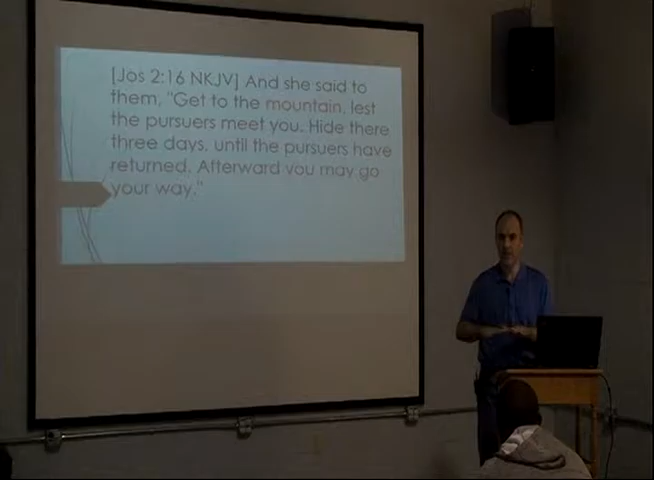 [Jos 2:16 NKJV] And she said to
them, "Get to the mountain, lest
the pursuers meet you. Hide there
three days, until the pursuers have
returned. Afterward you may go
your way."